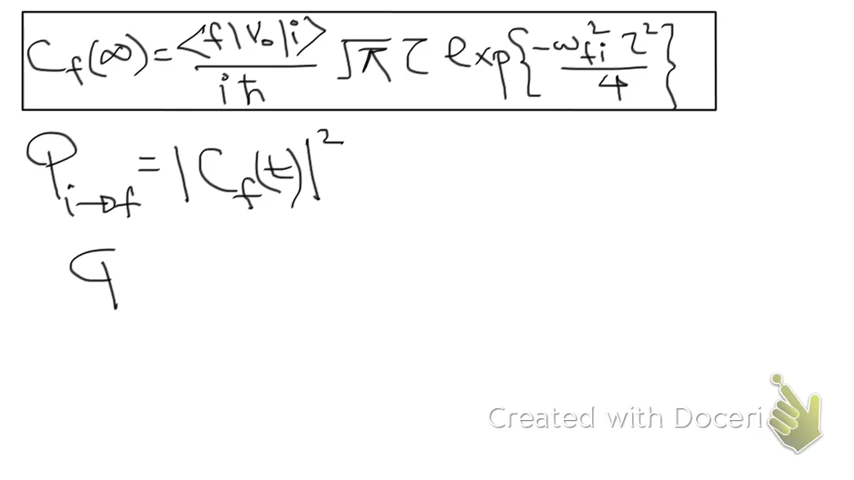 C_f(∞) = <f|V₀|i> / iħ √π τ exp{-ω_fi² τ² / 4}
P_i→f = |C_f(t)|²
Created with Doceri